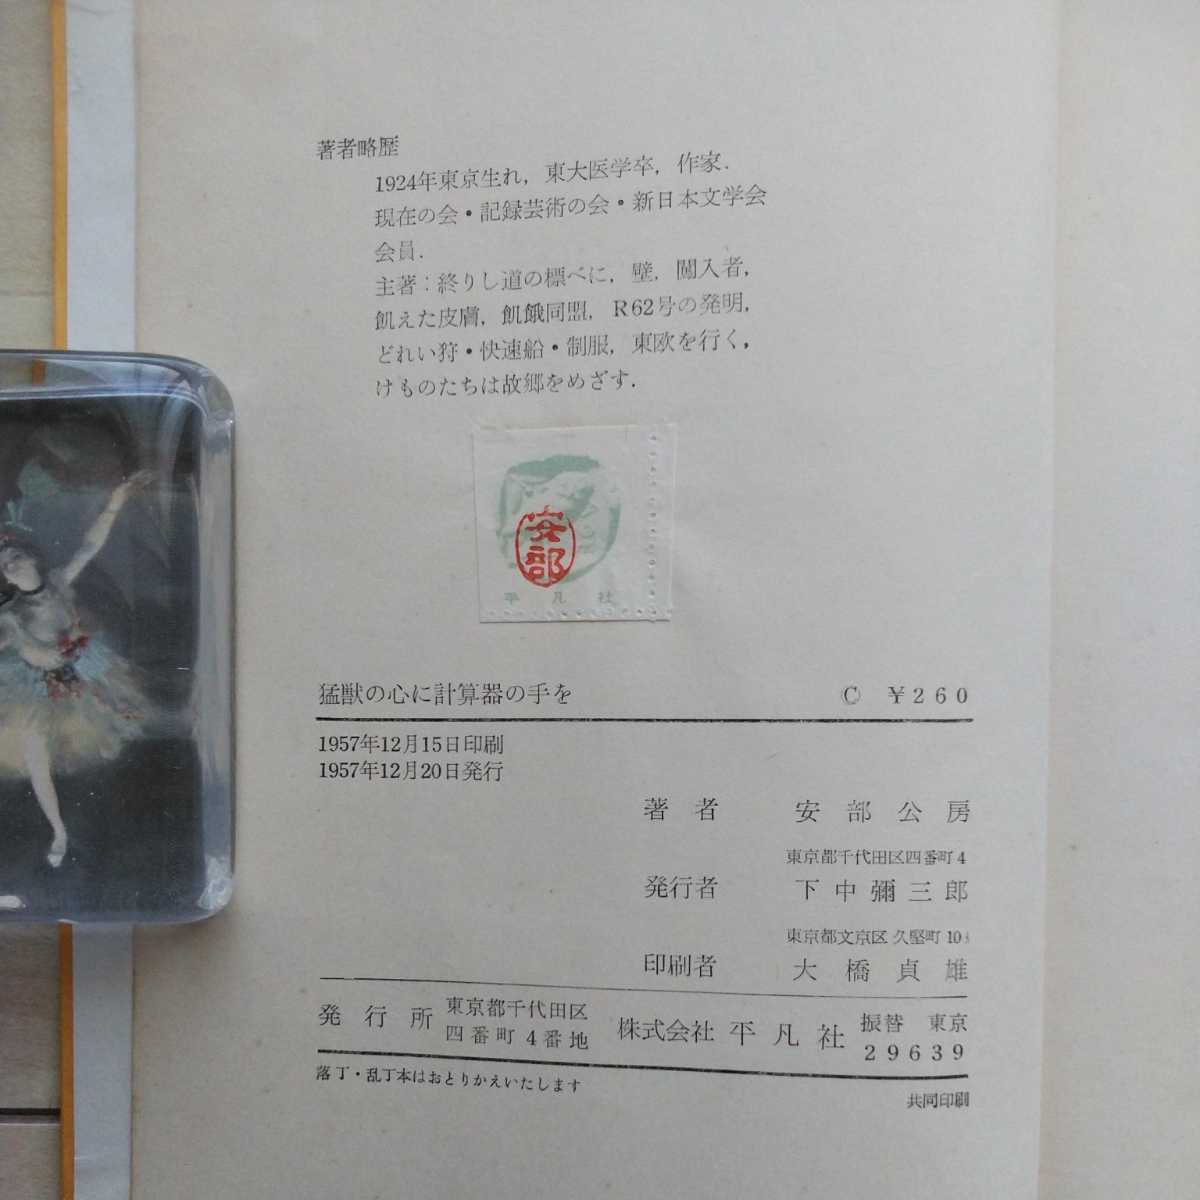 著者略歴
1924年東京生れ，東大医学卒，作家．
現在の会・記録芸術の会・新日本文学会
会員．
主著：終りし道の標べに，壁，闖入者，
飢えた皮膚，飢餓同盟，R62号の発明，
どれい狩・快速船・制服，東欧を行く，
けものたちは故郷をめざす．
安部
平凡社
猛獣の心に計算器の手を　Ⓒ ￥260
1957年12月15日印刷
1957年12月20日発行
著者　安部公房
東京都千代田区四番町4
発行者　下中彌三郎
東京都文京区久堅町
印刷者　大橋貞雄
発行所　東京都千代田区四番町4番地　株式会社 平凡社　振替 東京 29639
落丁・乱丁本はおとりかえいたします
共同印刷